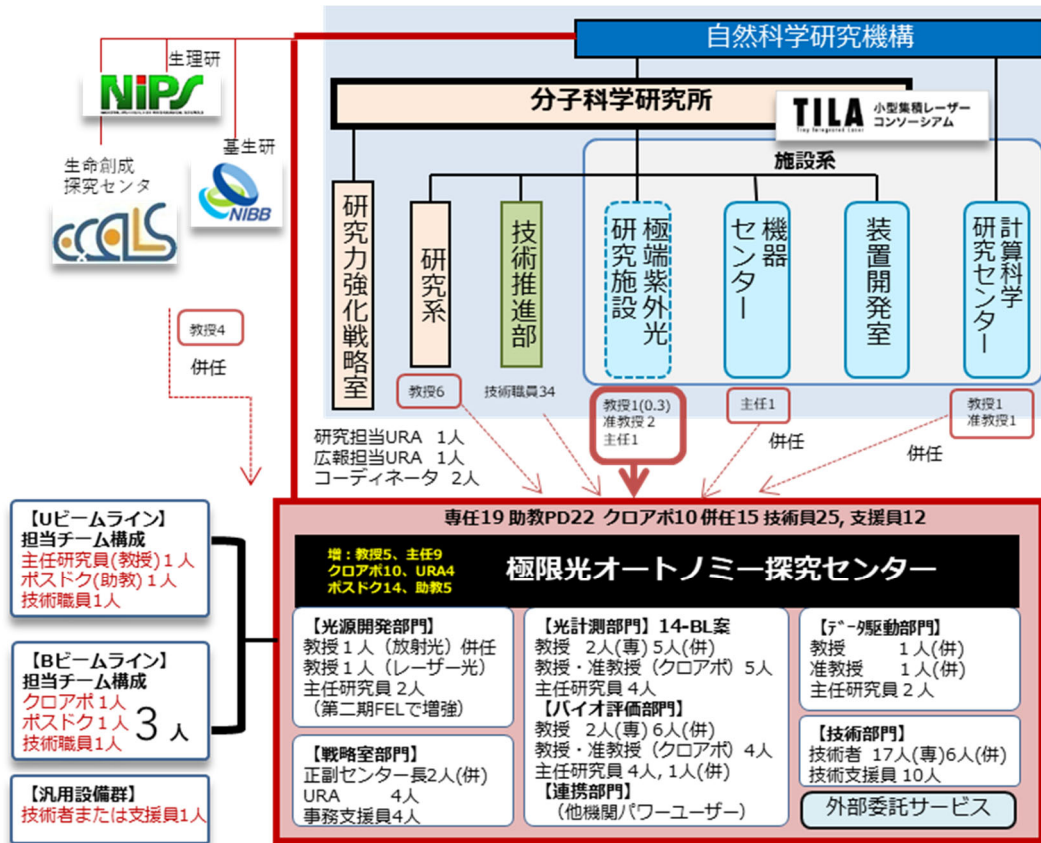 自然科学研究機構
生理研
NiPS
分子科学研究所
TILA 小型集積レーザー
コンソーシアム
生命創成
探究センタ
基生研
NIBB
施設系
研究力強化戦略室
研究系
技術推進部
極端紫外光
研究施設
機器
センター
装置開発室
計算科学
研究センター
教授4
併任
教授6
技術職員34
教授1(0.3)
准教授2
主任1
主任1
併任
教授1
准教授1
併任
研究担当URA 1人
広報担当URA 1人
コーディネータ 2人
【Uビームライン】
担当チーム構成
主任研究員(教授)1人
ポスドク(助教)1人
技術職員1人
【Bビームライン】
担当チーム構成
クロアポ1人
ポスドク1人
技術職員1人
3人
【汎用設備群】
技術者または支援員1人
専任19 助教PD22 クロアポ10 併任15 技術員25, 支援員12
増:教授5、主任9
クロアポ10、URA4
ポスドク14、助教5
極限光オートノミー探究センター
【光源開発部門】
教授1人(放射光)併任
教授1人(レーザー光)
主任研究員2人
(第二期FELで増強)
【戦略室部門】
正副センター長2人(併)
URA 4人
事務支援員4人
【光計測部門】14-BL案
教授 2人(専)5人(併)
教授・准教授(クロアポ)5人
主任研究員4人
【バイオ評価部門】
教授 2人(専)6人(併)
教授・准教授(クロアポ)4人
主任研究員4人, 1人(併)
【連携部門】
(他機関パワーユーザー)
【データ駆動部門】
教授 1人(併)
准教授 1人(併)
主任研究員2人
【技術部門】
技術者 17人(専)6人(併)
技術支援員10人
外部委託サービス